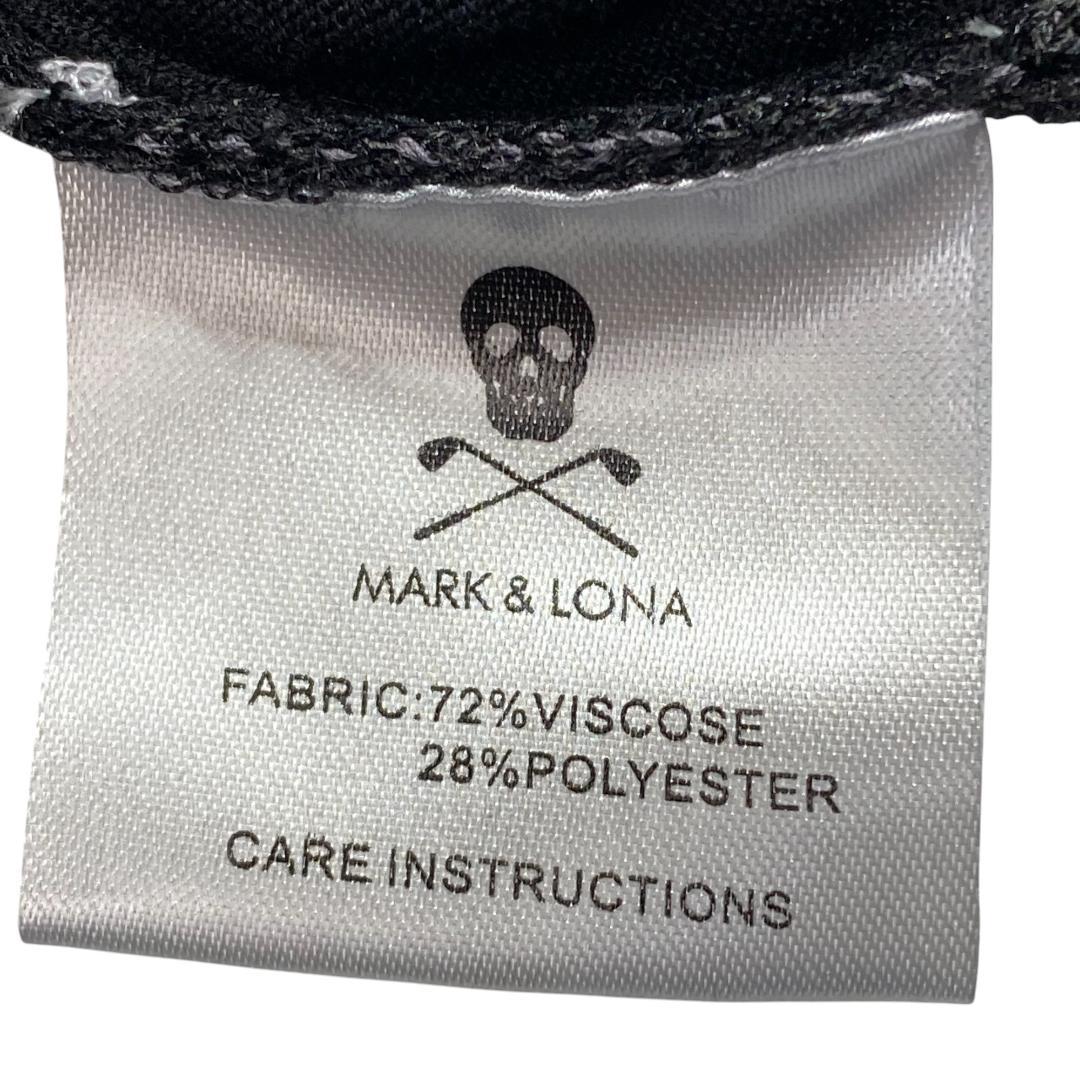 MARK & LONA
FABRIC:72%VISCOSE
28%POLYESTER
CARE INSTRUCTIONS